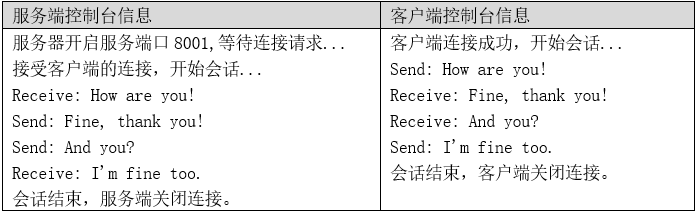 服务端控制台信息
服务器开启服务端口 8001,等待连接请求...
接受客户端的连接，开始会话...
Receive: How are you!
Send: Fine, thank you!
Send: And you?
Receive: I'm fine too.
会话结束，服务端关闭连接。
客户端控制台信息
客户端连接成功，开始会话...
Send: How are you!
Receive: Fine, thank you!
Receive: And you?
Send: I'm fine too.
会话结束，客户端关闭连接。